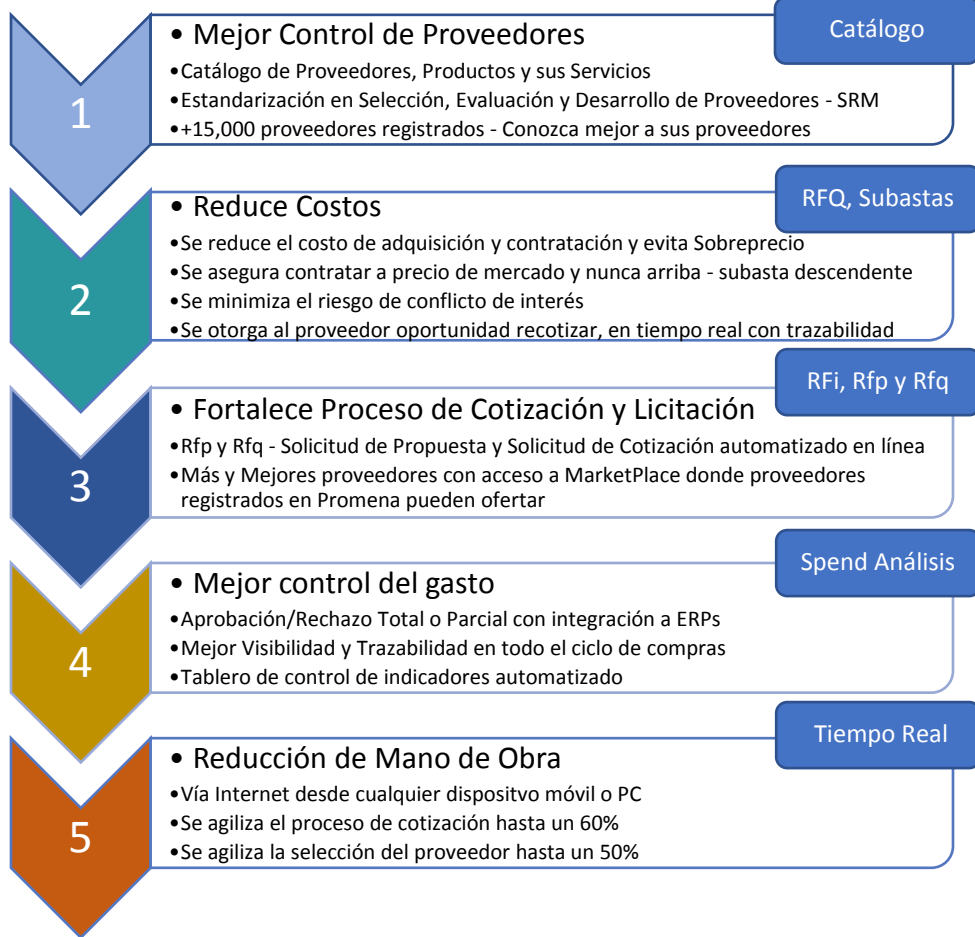 Catálogo
1
• Mejor Control de Proveedores
•Catálogo de Proveedores, Productos y sus Servicios
•Estandarización en Selección, Evaluación y Desarrollo de Proveedores - SRM
•+15,000 proveedores registrados - Conozca mejor a sus proveedores
RFQ, Subastas
2
• Reduce Costos
•Se reduce el costo de adquisición y contratación y evita Sobreprecio
•Se asegura contratar a precio de mercado y nunca arriba - subasta descendente
•Se minimiza el riesgo de conflicto de interés
•Se otorga al proveedor oportunidad recotizar, en tiempo real con trazabilidad
RFi, Rfp y Rfq
3
• Fortalece Proceso de Cotización y Licitación
•Rfp y Rfq - Solicitud de Propuesta y Solicitud de Cotización automatizado en línea
•Más y Mejores proveedores con acceso a MarketPlace donde proveedores
registrados en Promena pueden ofertar
Spend Análisis
4
• Mejor control del gasto
•Aprobación/Rechazo Total o Parcial con integración a ERPs
•Mejor Visibilidad y Trazabilidad en todo el ciclo de compras
•Tablero de control de indicadores automatizado
Tiempo Real
5
• Reducción de Mano de Obra
•Vía Internet desde cualquier dispositvo móvil o PC
•Se agiliza el proceso de cotización hasta un 60%
•Se agiliza la selección del proveedor hasta un 50%